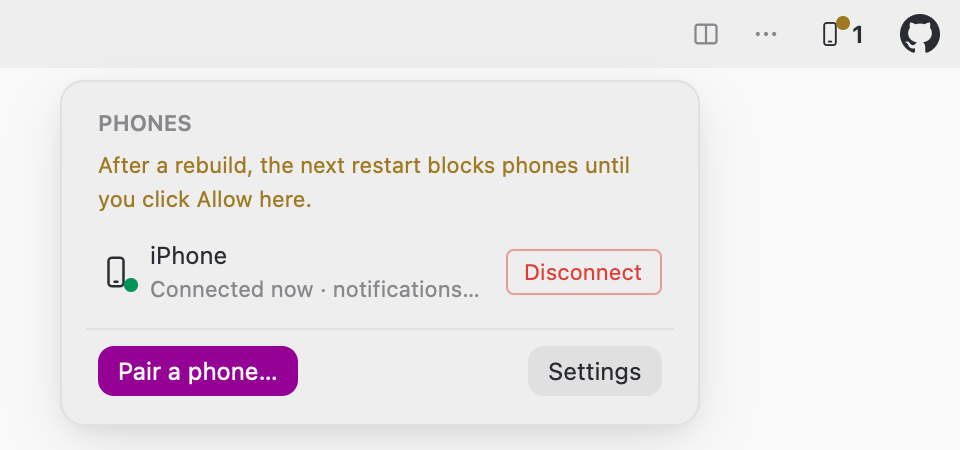 1
PHONES
After a rebuild, the next restart blocks phones until
you click Allow here.
iPhone
Connected now · notifications...
Disconnect
Pair a phone...
Settings